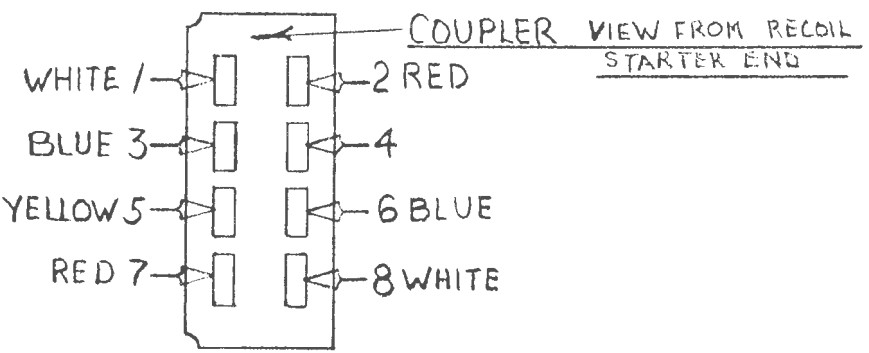 COUPLER VIEW FROM RECOIL
STARTER END
WHITE 1
2 RED
BLUE 3
4
YELLOW 5
6 BLUE
RED 7
8 WHITE